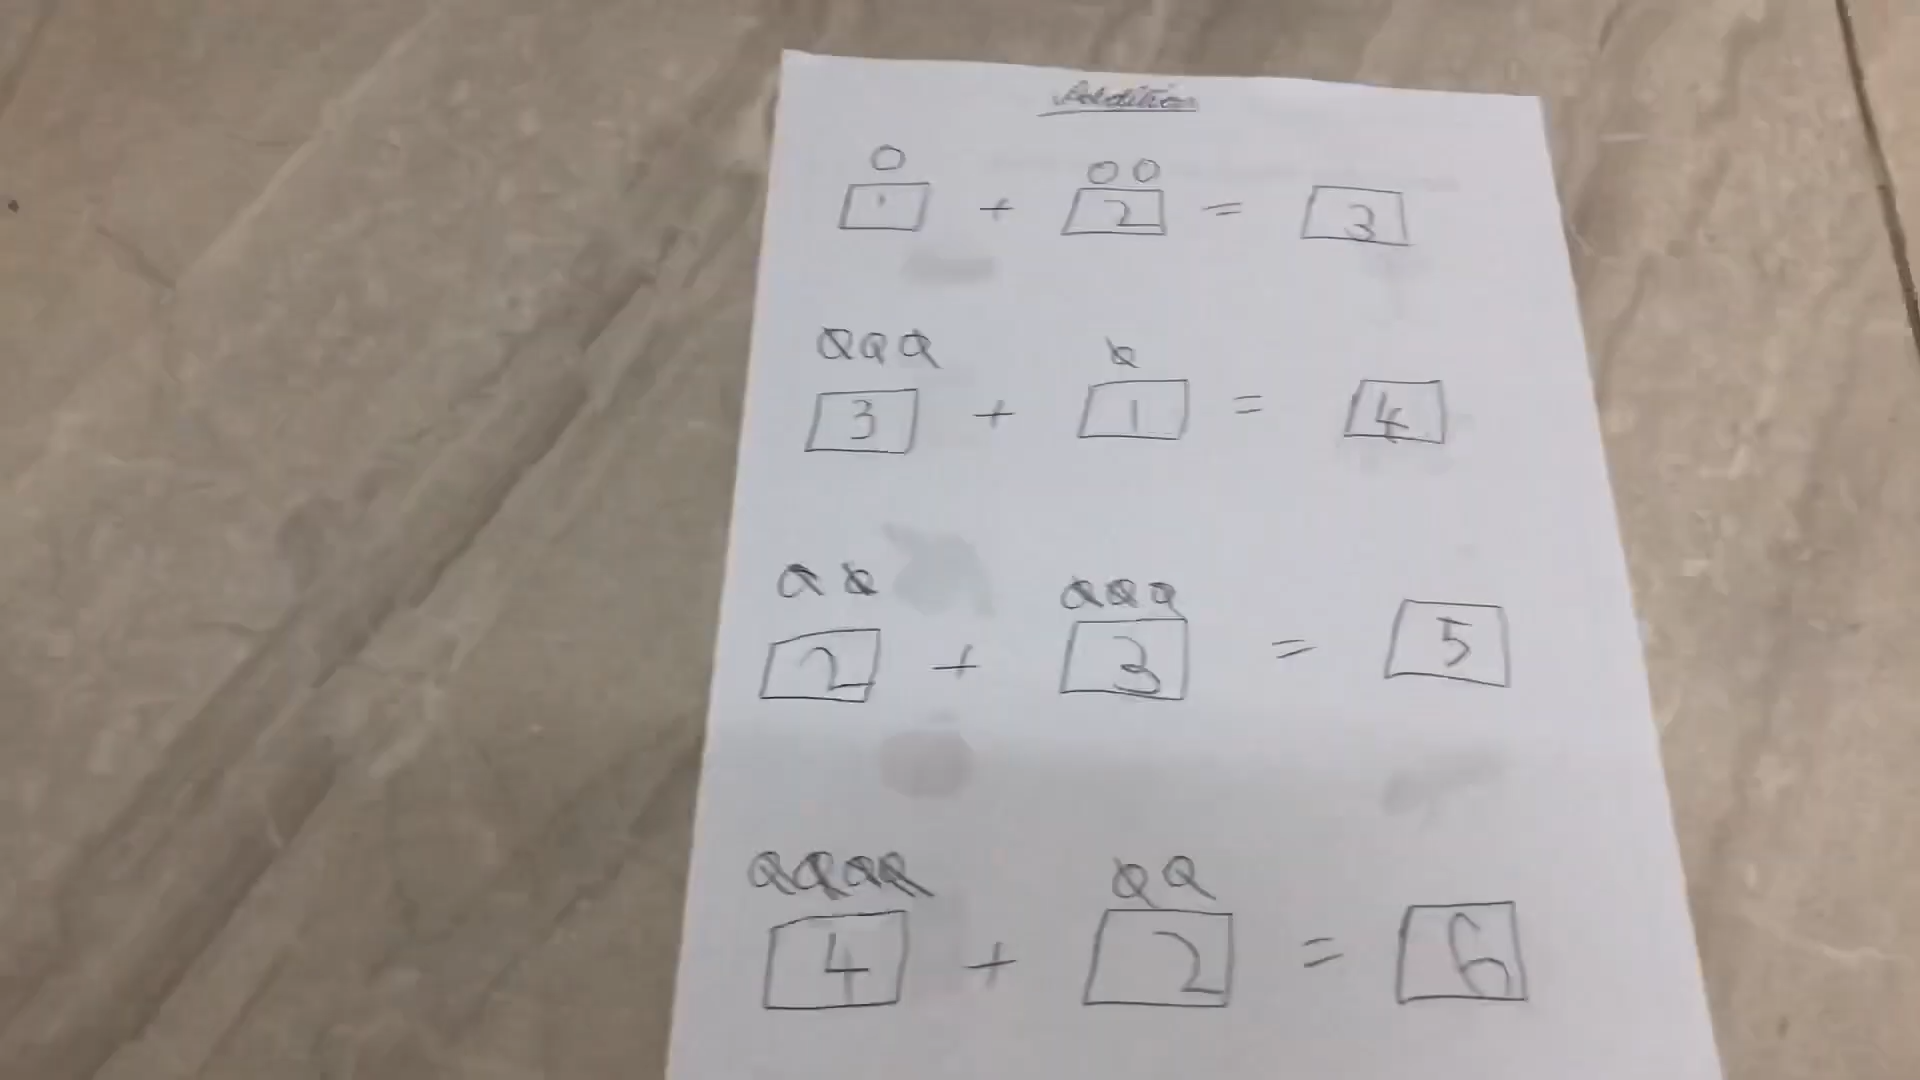 Addition
1 + 2 = 3
3 + 1 = 4
2 + 3 = 5
4 + 2 = 6